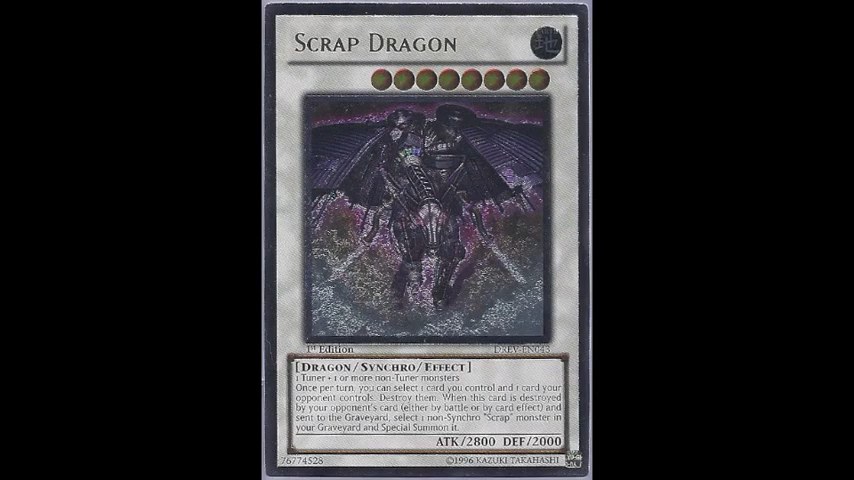 SCRAP DRAGON
地
1st Edition
DREV-EN043
[DRAGON/SYNCHRO/EFFECT]
1 Tuner + 1 or more non-Tuner monsters
Once per turn, you can select 1 card you control and 1 card your
opponent controls. Destroy them. When this card is destroyed
by your opponent's card (either by battle or by card effect) and
sent to the Graveyard, select 1 non-Synchro "Scrap" monster in
your Graveyard and Special Summon it.
ATK/2800 DEF/2000
76774528
©1996 KAZUKI TAKAHASHI